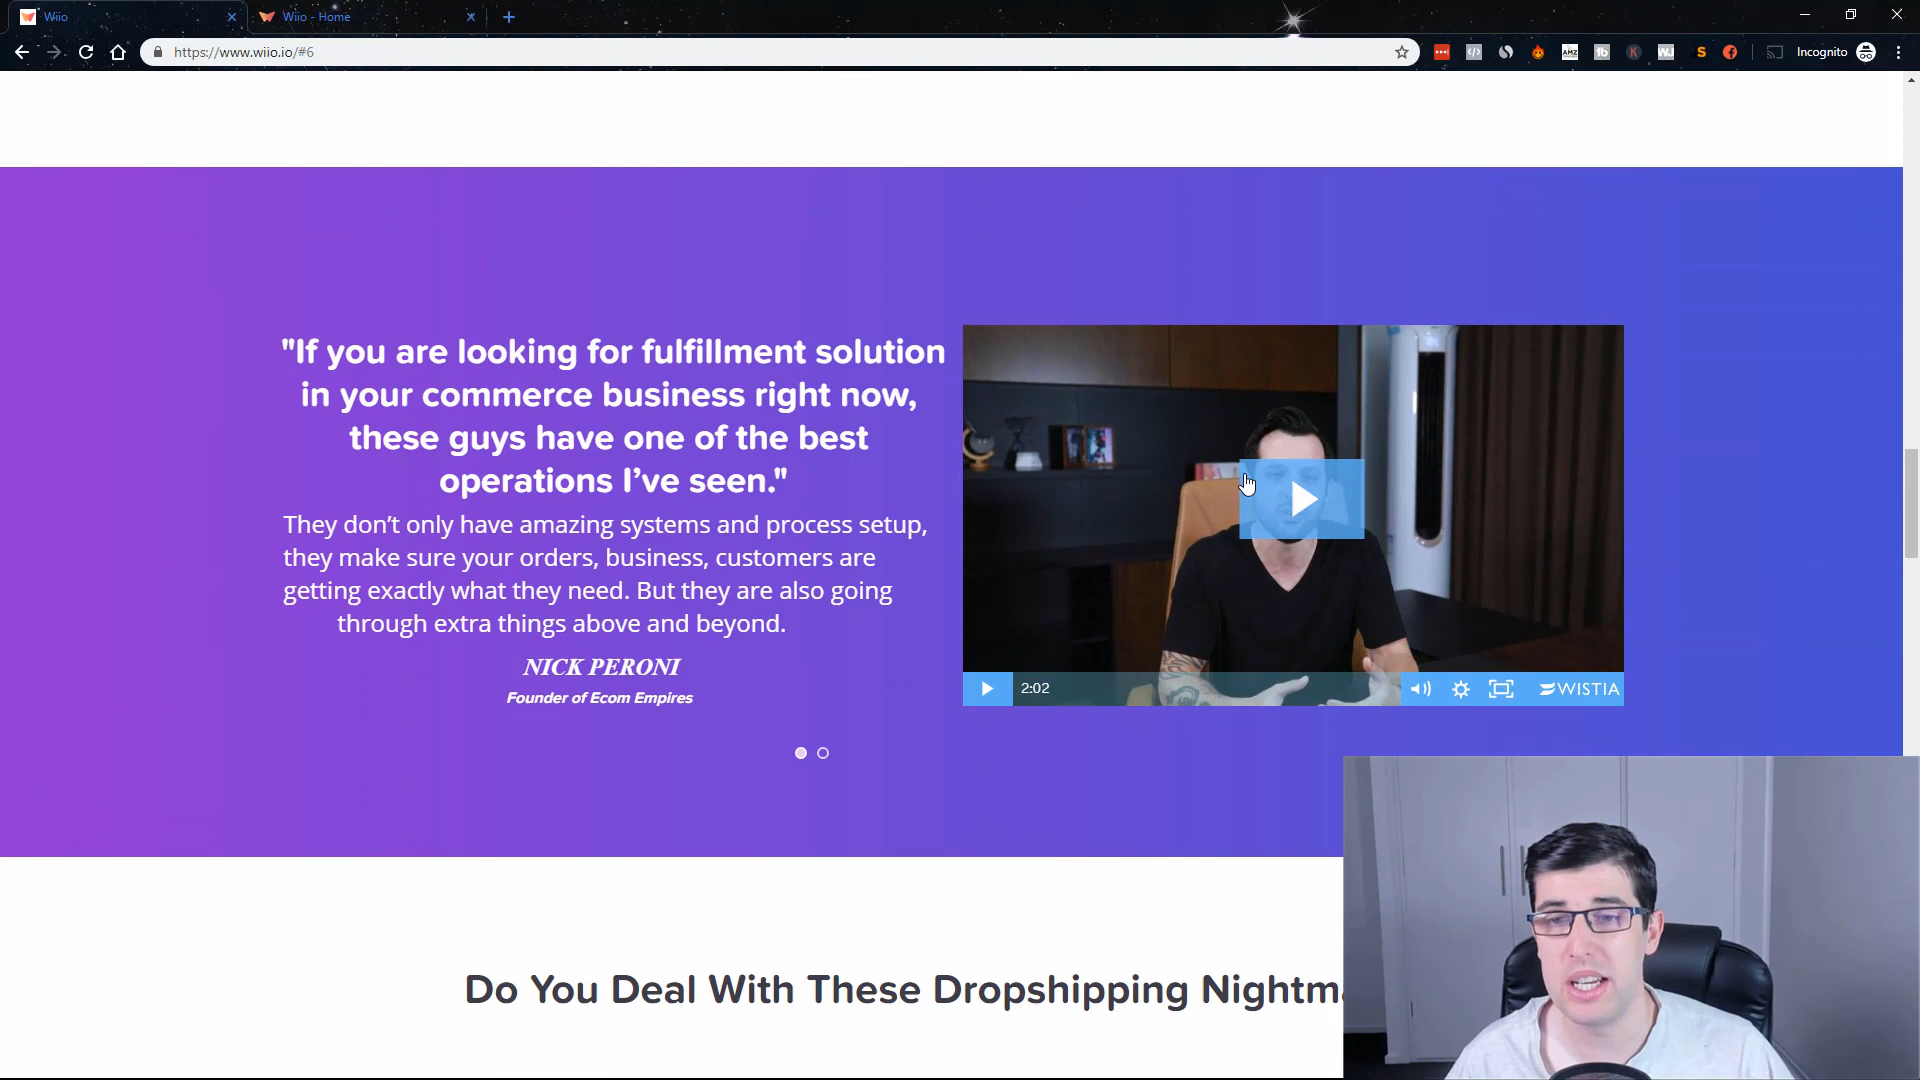 Wiio
Wiio - Home
https://www.wiio.io/#6
Incognito
"If you are looking for fulfillment solution
in your commerce business right now,
these guys have one of the best
operations I’ve seen."
They don’t only have amazing systems and process setup,
they make sure your orders, business, customers are
getting exactly what they need. But they are also going
through extra things above and beyond.
NICK PERONI
Founder of Ecom Empires
2:02
WISTIA
Do You Deal With These Dropshipping Nightma